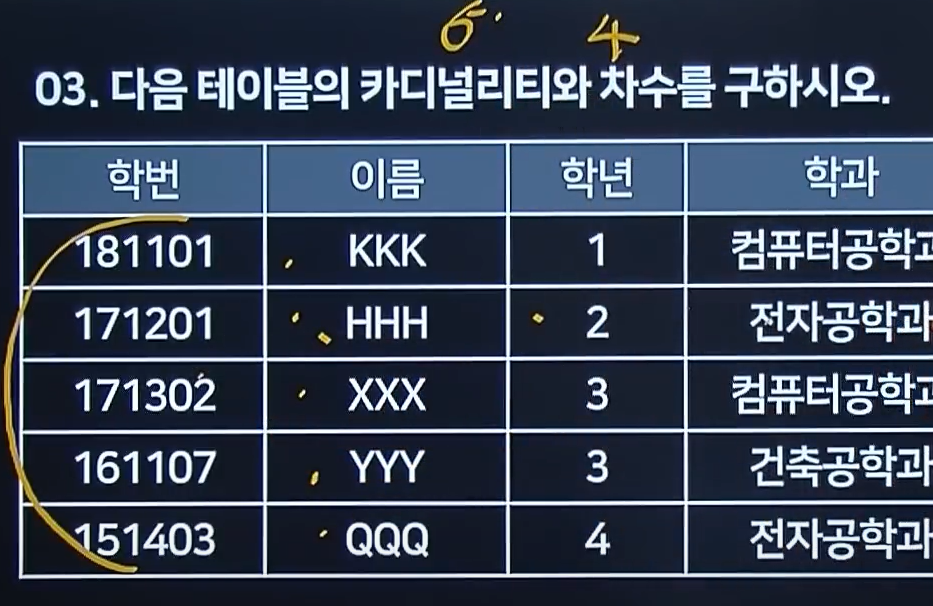 5 4
03. 다음 테이블의 카디널리티와 차수를 구하시오.
학번 이름 학년 학과
181101 KKK 1 컴퓨터공학과
171201 HHH 2 전자공학과
171302 XXX 3 컴퓨터공학과
161107 YYY 3 건축공학과
151403 QQQ 4 전자공학과